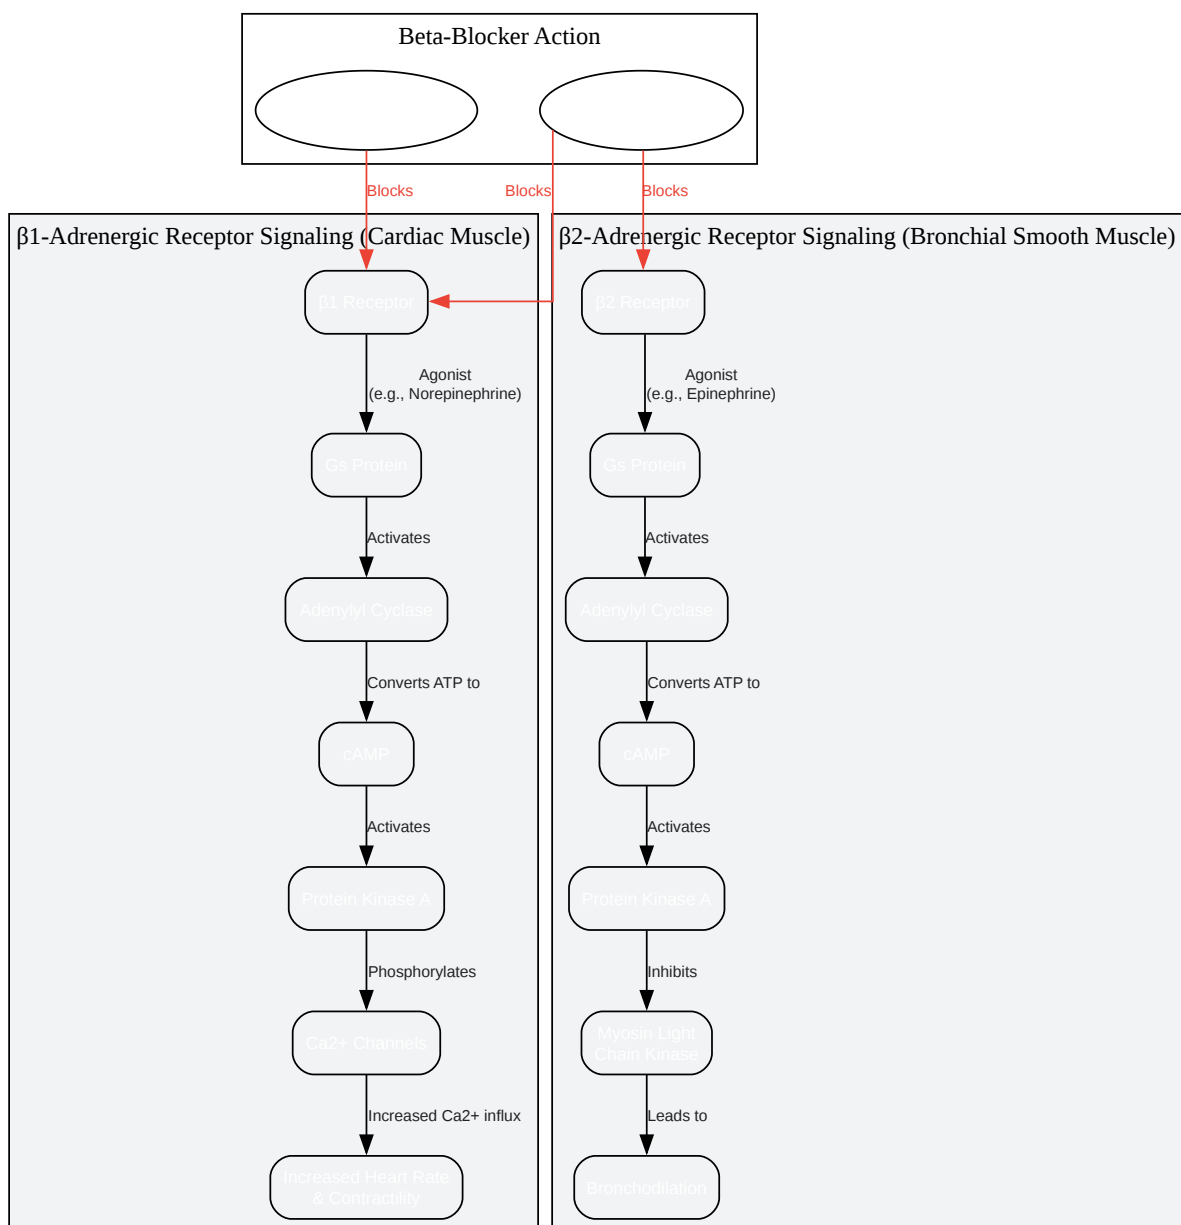 Beta-Blocker Action
Blocks
Blocks
Blocks
β1-Adrenergic Receptor Signaling (Cardiac Muscle)
β2-Adrenergic Receptor Signaling (Bronchial Smooth Muscle)
β1 Receptor
β2 Receptor
Agonist
(e.g., Norepinephrine)
Agonist
(e.g., Epinephrine)
Gs Protein
Gs Protein
Activates
Activates
Adenylyl Cyclase
Adenylyl Cyclase
Converts ATP to
Converts ATP to
cAMP
cAMP
Activates
Activates
Protein Kinase A
Protein Kinase A
Phosphorylates
Inhibits
Ca2+ Channels
Myosin Light
Chain Kinase
Increased Ca2+ influx
Leads to
Increased Heart Rate
& Contractility
Bronchodilation